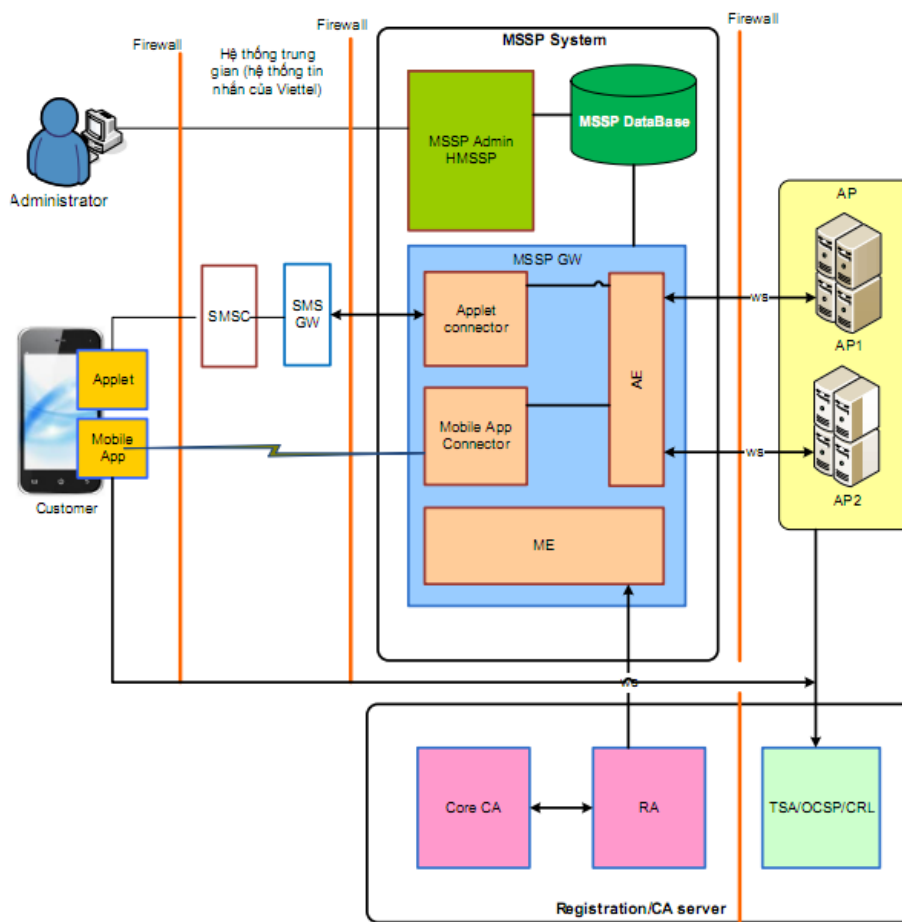 Firewall
Firewall
Firewall
Hệ thống trung
gian (hệ thống tin
nhắn của Viettel)
MSSP System
MSSP Admin
HMSSP
MSSP DataBase
Administrator
AP
MSSP GW
SMSC
SMS
GW
Applet
connector
AE
ws
AP1
Applet
Mobile
App
Mobile App
Connector
ws
AP2
Customer
ME
ws
Core CA
RA
TSA/OCSP/CRL
Registration/CA server